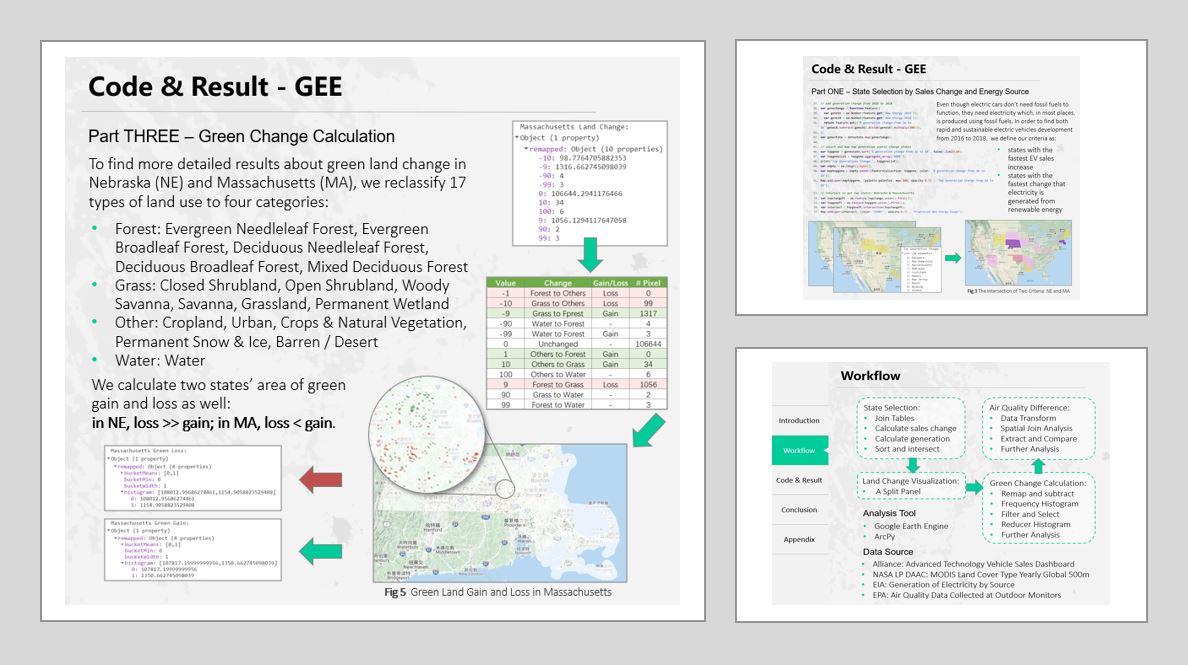 Code & Result - GEE
Part THREE – Green Change Calculation
To find more detailed results about green land change in
Nebraska (NE) and Massachusetts (MA), we reclassify 17
types of land use to four categories:
• Forest: Evergreen Needleleaf Forest, Evergreen
Broadleaf Forest, Deciduous Needleleaf Forest,
Deciduous Broadleaf Forest, Mixed Deciduous Forest
• Grass: Closed Shrubland, Open Shrubland, Woody
Savanna, Savanna, Grassland, Permanent Wetland
• Other: Cropland, Urban, Crops & Natural Vegetation,
Permanent Snow & Ice, Barren / Desert
• Water: Water
We calculate two states’ area of green
gain and loss as well:
in NE, loss >> gain; in MA, loss < gain.
Massachusetts Land Change:
Object (1 property)
remapped: Object (10 properties)
-10: 98.7764705882353
-9: 1316.662745098039
-90: 4
-99: 3
0: 106644.2941176466
10: 34
100: 6
9: 1056.1294117647058
90: 2
99: 3
Value Change Gain/Loss # Pixel
-1 Forest to Others Loss 0
-10 Grass to Others Loss 99
-9 Grass to Fprest Gain 1317
-90 Water to Forest - 4
-99 Water to Forest Gain 3
0 Unchanged - 106644
1 Others to Forest Gain 0
10 Others to Grass Gain 34
100 Others to Water - 6
9 Forest to Grass Loss 1056
90 Grass to Water - 2
99 Forest to Water - 3
Massachusetts Green Loss:
Object (1 property)
remapped: Object (4 properties)
bucketMeans: [0,1]
bucketMin: 0
bucketWidth: 1
histogram: [108012.95686274461,1154.9058823529408]
0: 108012.95686274461
1: 1154.9058823529408
Massachusetts Green Gain:
Object (1 property)
remapped: Object (4 properties)
bucketMeans: [0,1]
bucketMin: 0
bucketWidth: 1
histogram: [107817.19999999956,1350.662745098039]
0: 107817.19999999956
1: 1350.662745098039
哈特福
Hartford
普罗维登斯
Providence
Waterbury
Middletown
New London
Bridgeport
Fig 5 Green Land Gain and Loss in Massachusetts
Code & Result - GEE
Part ONE – State Selection by Sales Change and Energy Source
Even though electric cars don’t need fossil fuels to
function, they need electricity which, in most places,
is produced using fossil fuels. In order to find both
rapid and sustainable electric vehicles development
from 2016 to 2018, we define our criteria as:
• states with the
fastest EV sales
increase
• states with the
fastest change that
electricity is
generated from
renewable energy
Fig 3 The Intersection of Two Criteria: NE and MA
Workflow
Introduction
Workflow
Code & Result
Conclusion
Appendix
State Selection:
• Join Tables
• Calculate sales change
• Calculate generation
• Sort and Intersect
Air Quality Difference:
• Data Transform
• Spatial Join Analysis
• Extract and Compare
• Further Analysis
Land Change Visualization:
• A Split Panel
Green Change Calculation:
• Remap and subtract
• Frequency Histogram
• Filter and Select
• Reducer Histogram
• Further Analysis
Analysis Tool
• Google Earth Engine
• ArcPy
Data Source
• Alliance: Advanced Technology Vehicle Sales Dashboard
• NASA LP DAAC: MODIS Land Cover Type Yearly Global 500m
• EIA: Generation of Electricity by Source
• EPA: Air Quality Data Collected at Outdoor Monitors